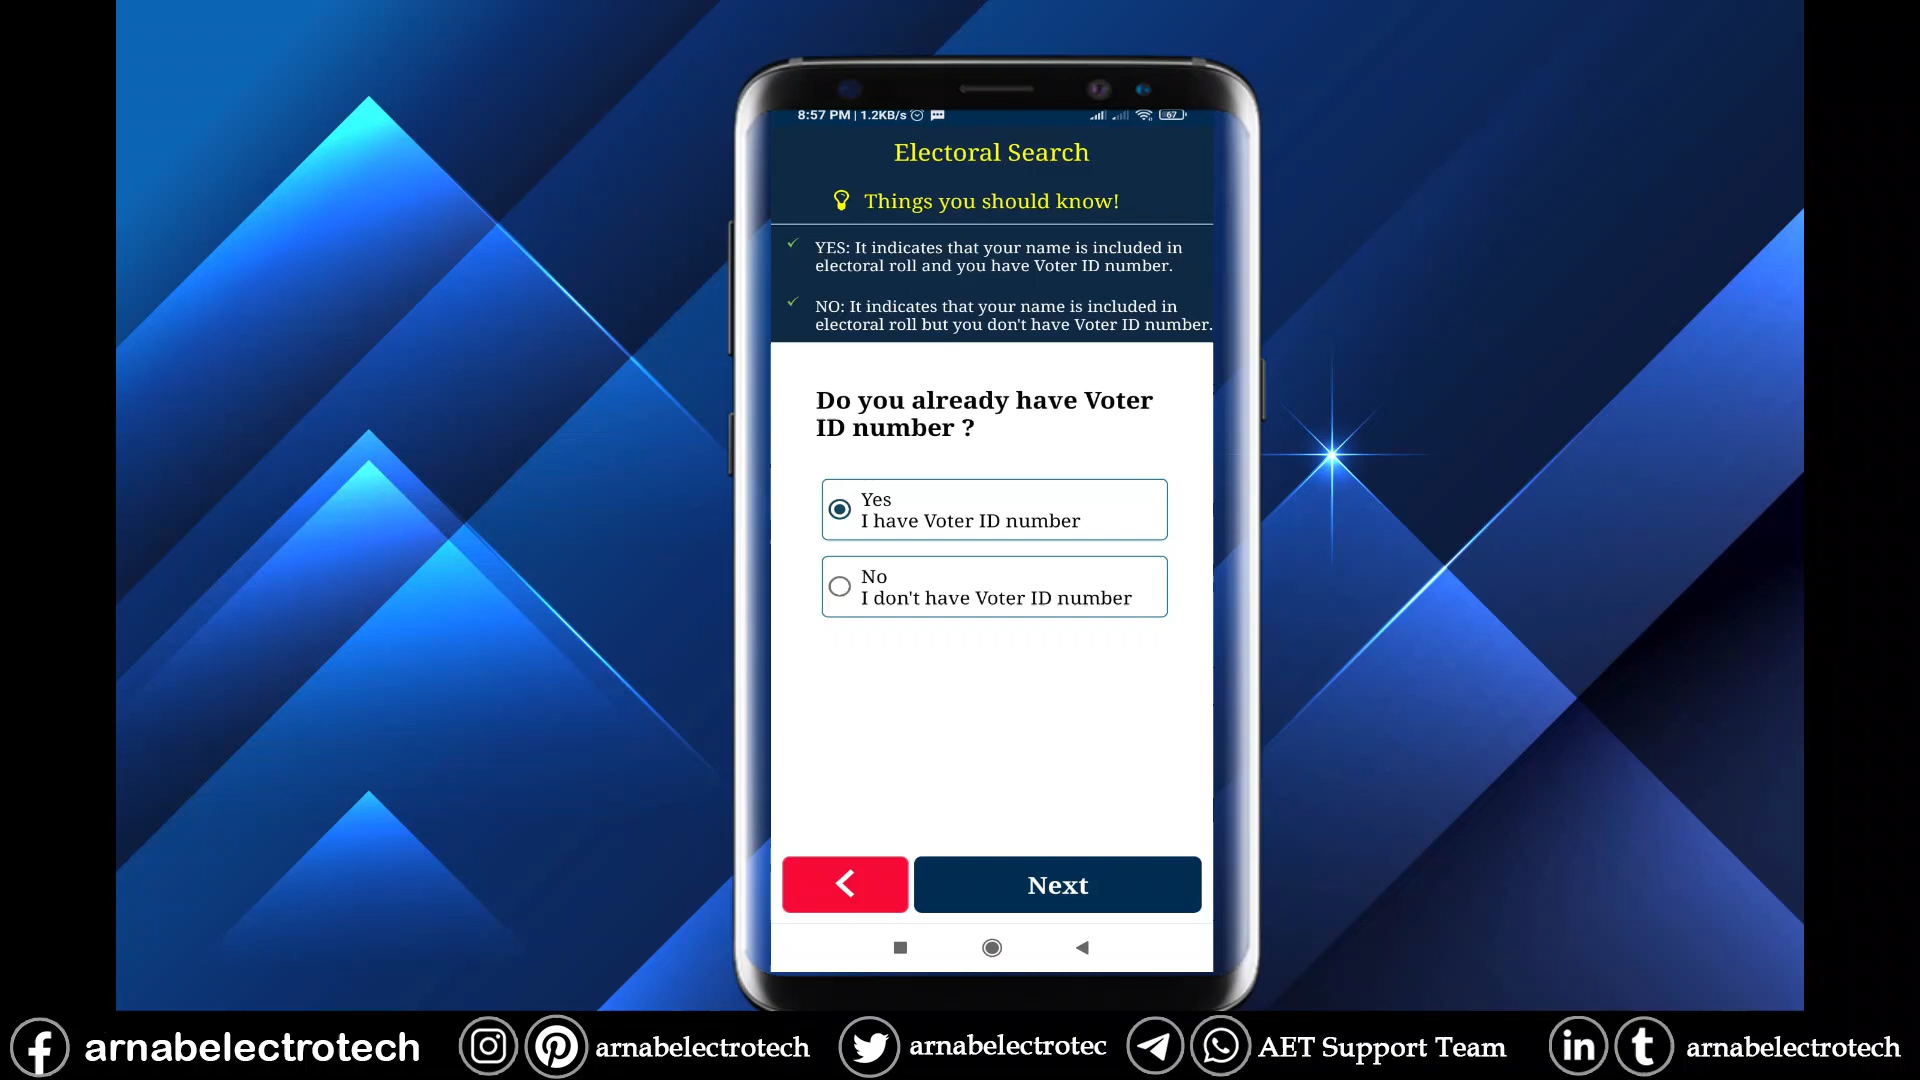 8:57 PM | 1.2KB/s
67
Electoral Search
Things you should know!
YES: It indicates that your name is included in
electoral roll and you have Voter ID number.
NO: It indicates that your name is included in
electoral roll but you don't have Voter ID number.
Do you already have Voter
ID number ?
Yes
I have Voter ID number
No
I don't have Voter ID number
Next
arnabelectrotech
arnabelectrotech
arnabelectrotec
AET Support Team
arnabelectrotech